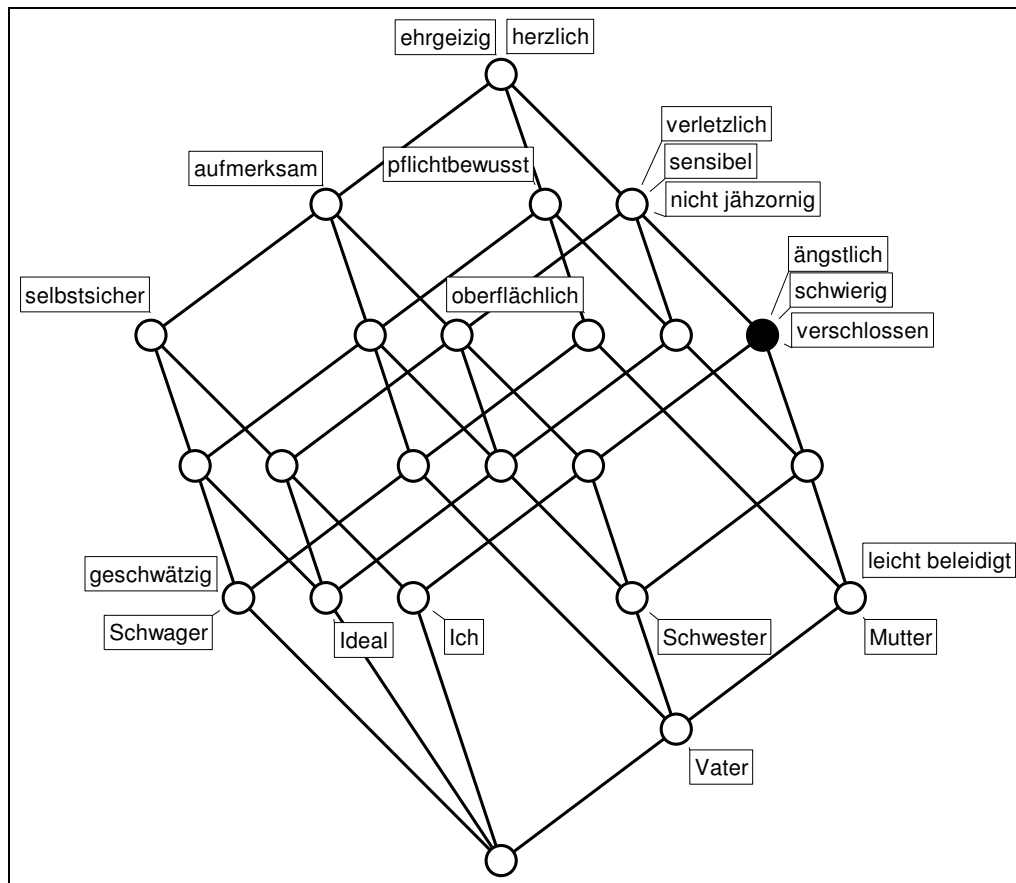 ehrgeizig
herzlich
verletzlich
aufmerksam
pflichtbewusst
sensibel
nicht jähzornig
ängstlich
selbstsicher
oberflächlich
schwierig
verschlossen
geschwätzig
leicht beleidigt
Schwager
Ideal
Ich
Schwester
Mutter
Vater